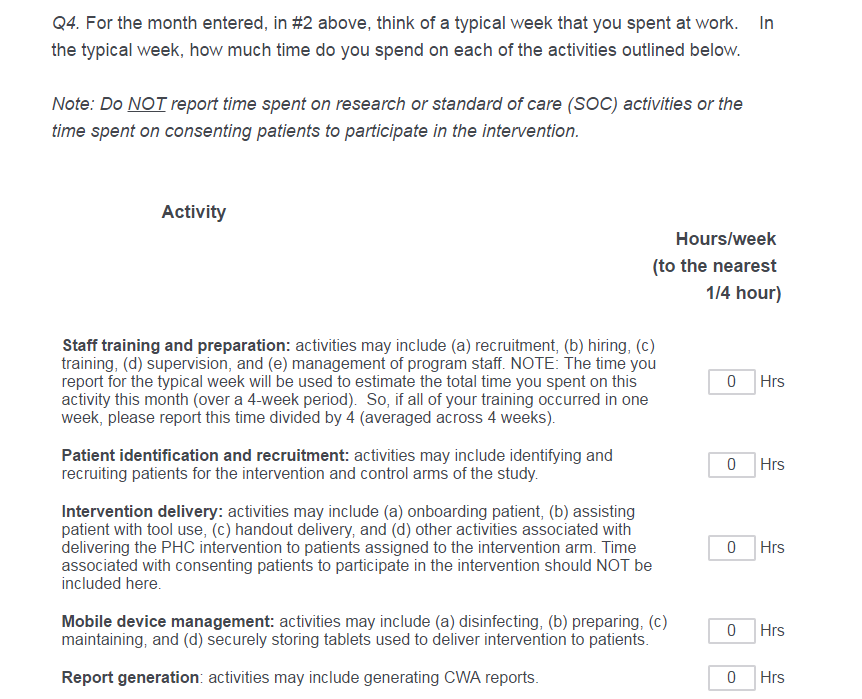 Q4. For the month entered, in #2 above, think of a typical week that you spent at work. In
the typical week, how much time do you spend on each of the activities outlined below.
Note: Do NOT report time spent on research or standard of care (SOC) activities or the
time spent on consenting patients to participate in the intervention.
Activity
Hours/week
(to the nearest
1/4 hour)
Staff training and preparation: activities may include (a) recruitment, (b) hiring, (c)
training, (d) supervision, and (e) management of program staff. NOTE: The time you
report for the typical week will be used to estimate the total time you spent on this
activity this month (over a 4-week period). So, if all of your training occurred in one
week, please report this time divided by 4 (averaged across 4 weeks).
0 Hrs
Patient identification and recruitment: activities may include identifying and
recruiting patients for the intervention and control arms of the study.
0 Hrs
Intervention delivery: activities may include (a) onboarding patient, (b) assisting
patient with tool use, (c) handout delivery, and (d) other activities associated with
delivering the PHC intervention to patients assigned to the intervention arm. Time
associated with consenting patients to participate in the intervention should NOT be
included here.
0 Hrs
Mobile device management: activities may include (a) disinfecting, (b) preparing, (c)
maintaining, and (d) securely storing tablets used to deliver intervention to patients.
0 Hrs
Report generation: activities may include generating CWA reports.
0 Hrs